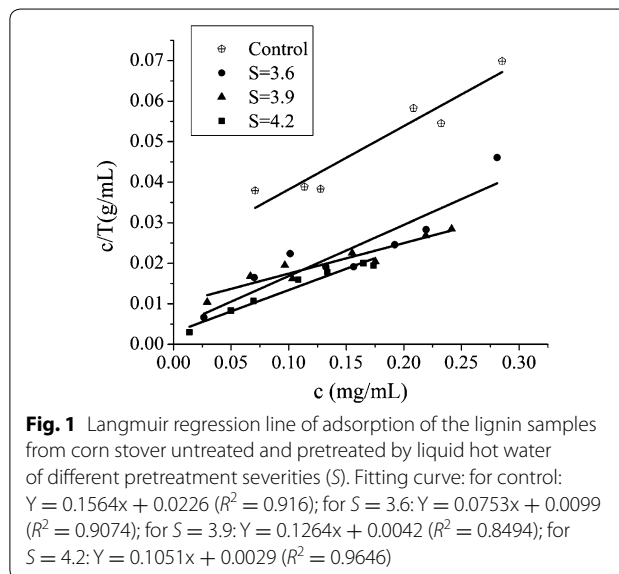 Control
S=3.6
S=3.9
S=4.2
0.07
0.06
0.05
0.04
0.03
0.02
0.01
0.00
c/T(g/mL)
0.00 0.05 0.10 0.15 0.20 0.25 0.30
c (mg/mL)
Fig. 1 Langmuir regression line of adsorption of the lignin samples
from corn stover untreated and pretreated by liquid hot water
of different pretreatment severities (S). Fitting curve: for control:
Y = 0.1564x + 0.0226 (R² = 0.916); for S = 3.6: Y = 0.0753x + 0.0099
(R² = 0.9074); for S = 3.9: Y = 0.1264x + 0.0042 (R² = 0.8494); for
S = 4.2: Y = 0.1051x + 0.0029 (R² = 0.9646)